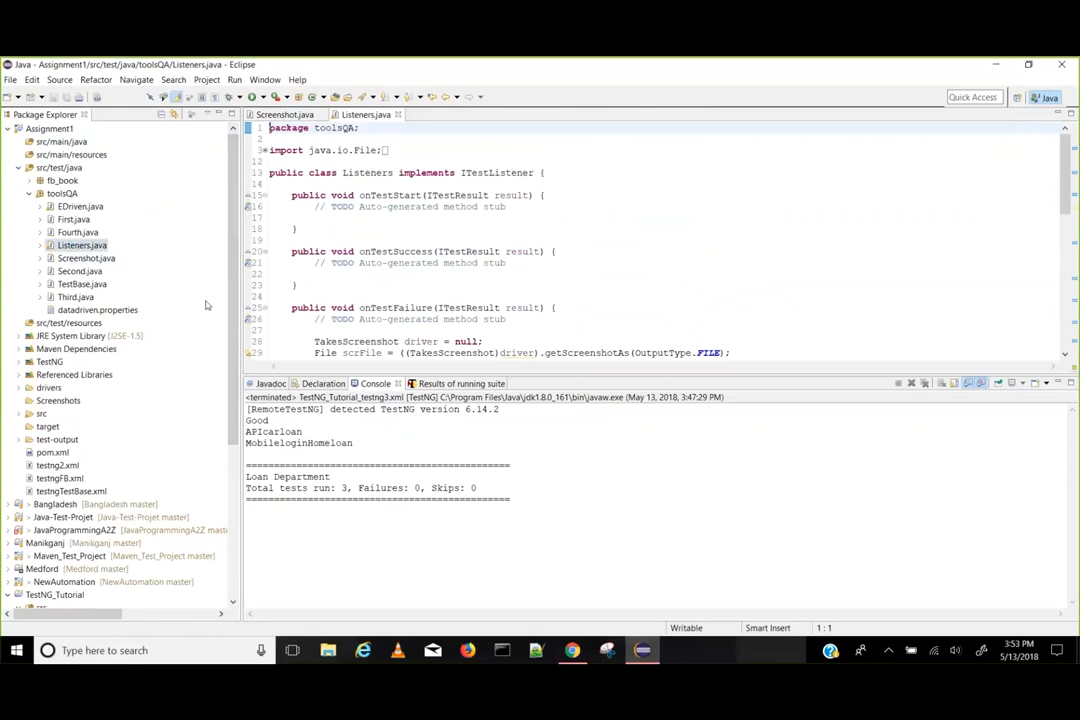 Java - Assignment1/src/test/java/toolsQA/Listeners.java - Eclipse
File Edit Source Refactor Navigate Search Project Run Window Help
Quick Access
Java
Package Explorer
Assignment1
src/main/java
src/main/resources
src/test/java
fb_book
toolsQA
EDriven.java
First.java
Fourth.java
Listeners.java
Screenshot.java
Second.java
TestBase.java
Third.java
datadriven.properties
src/test/resources
JRE System Library [J2SE-1.5]
Maven Dependencies
TestNG
Referenced Libraries
drivers
Screenshots
src
target
test-output
pom.xml
testng2.xml
testngFB.xml
testngTestBase.xml
> Bangladesh [Bangladesh master]
> Java-Test-Projet [Java-Test-Projet master]
> JavaProgrammingA2Z [JavaProgrammingA2Z master]
Manikganj [Manikganj master]
> Maven_Test_Project [Maven_Test_Project master]
Medford [Medford master]
> NewAutomation [NewAutomation master]
TestNG_Tutorial
src
Screenshot.java Listeners.java
1 package toolsQA;
2
3 import java.io.File;
12
13 public class Listeners implements ITestListener {
14
15 public void onTestStart(ITestResult result) {
16 // TODO Auto-generated method stub
17
18 }
19
20 public void onTestSuccess(ITestResult result) {
21 // TODO Auto-generated method stub
22
23 }
24
25 public void onTestFailure(ITestResult result) {
26 // TODO Auto-generated method stub
27
28 TakesScreenshot driver = null;
29 File scrFile = ((TakesScreenshot)driver).getScreenshotAs(OutputType.FILE);
Javadoc Declaration Console Results of running suite
<terminated> TestNG_Tutorial_testng3.xml [TestNG] C:\Program Files\Java\jdk1.8.0_161\bin\javaw.exe (May 13, 2018, 3:47:29 PM)
[RemoteTestNG] detected TestNG version 6.14.2
Good
APIcarloan
MobileloginHomeloan
===============================================
Loan Department
Total tests run: 3, Failures: 0, Skips: 0
===============================================
Writable Smart Insert 1 : 1
Type here to search
3:53 PM
5/13/2018